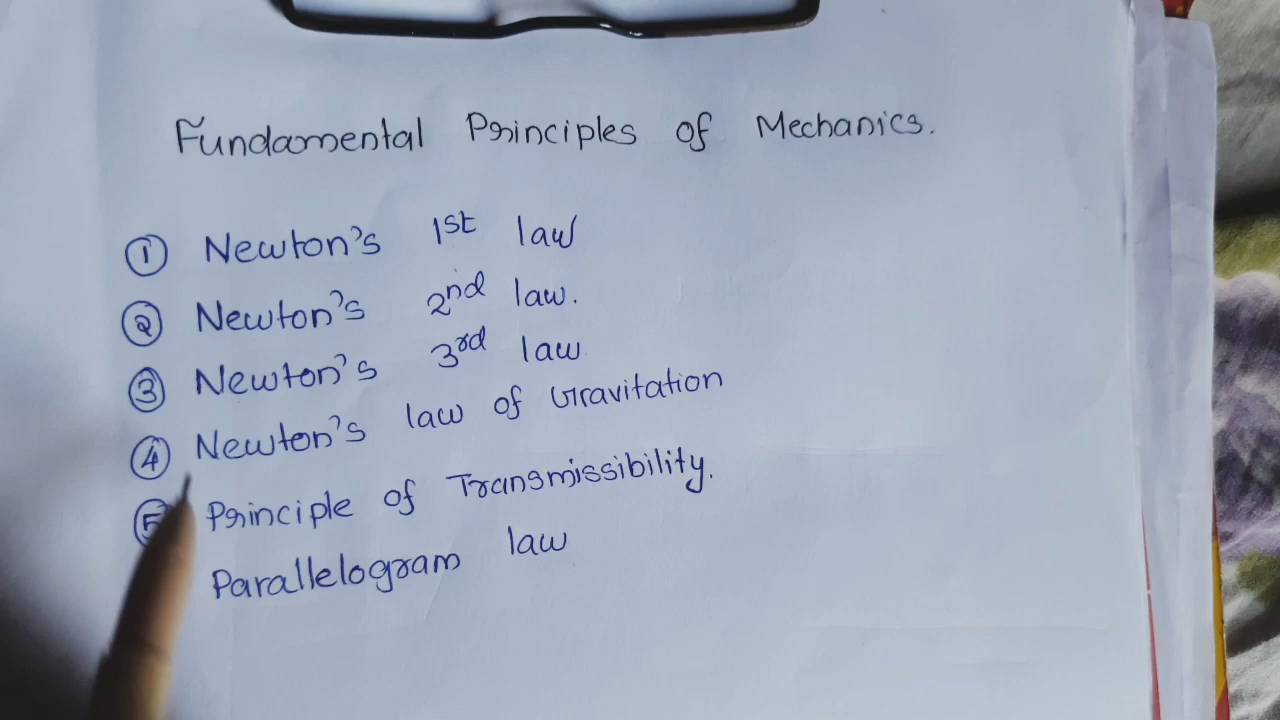 Fundamental Principles of Mechanics.
① Newton's 1st law
② Newton's 2nd law.
③ Newton's 3rd law
④ Newton's law of Gravitation
⑤ Principle of Transmissibility.
Parallelogram law